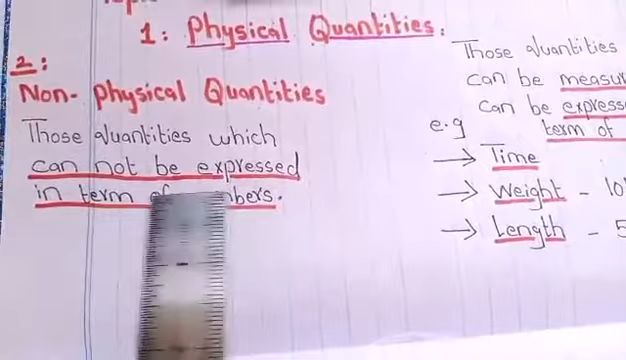 1: Physical Quantities:
2:
Non- Physical Quantities
Those Quantities which
can not be expressed
in term
Those Quantities
can be
can be
e.g
term of
→ Time
→ Weight -
→ Length -